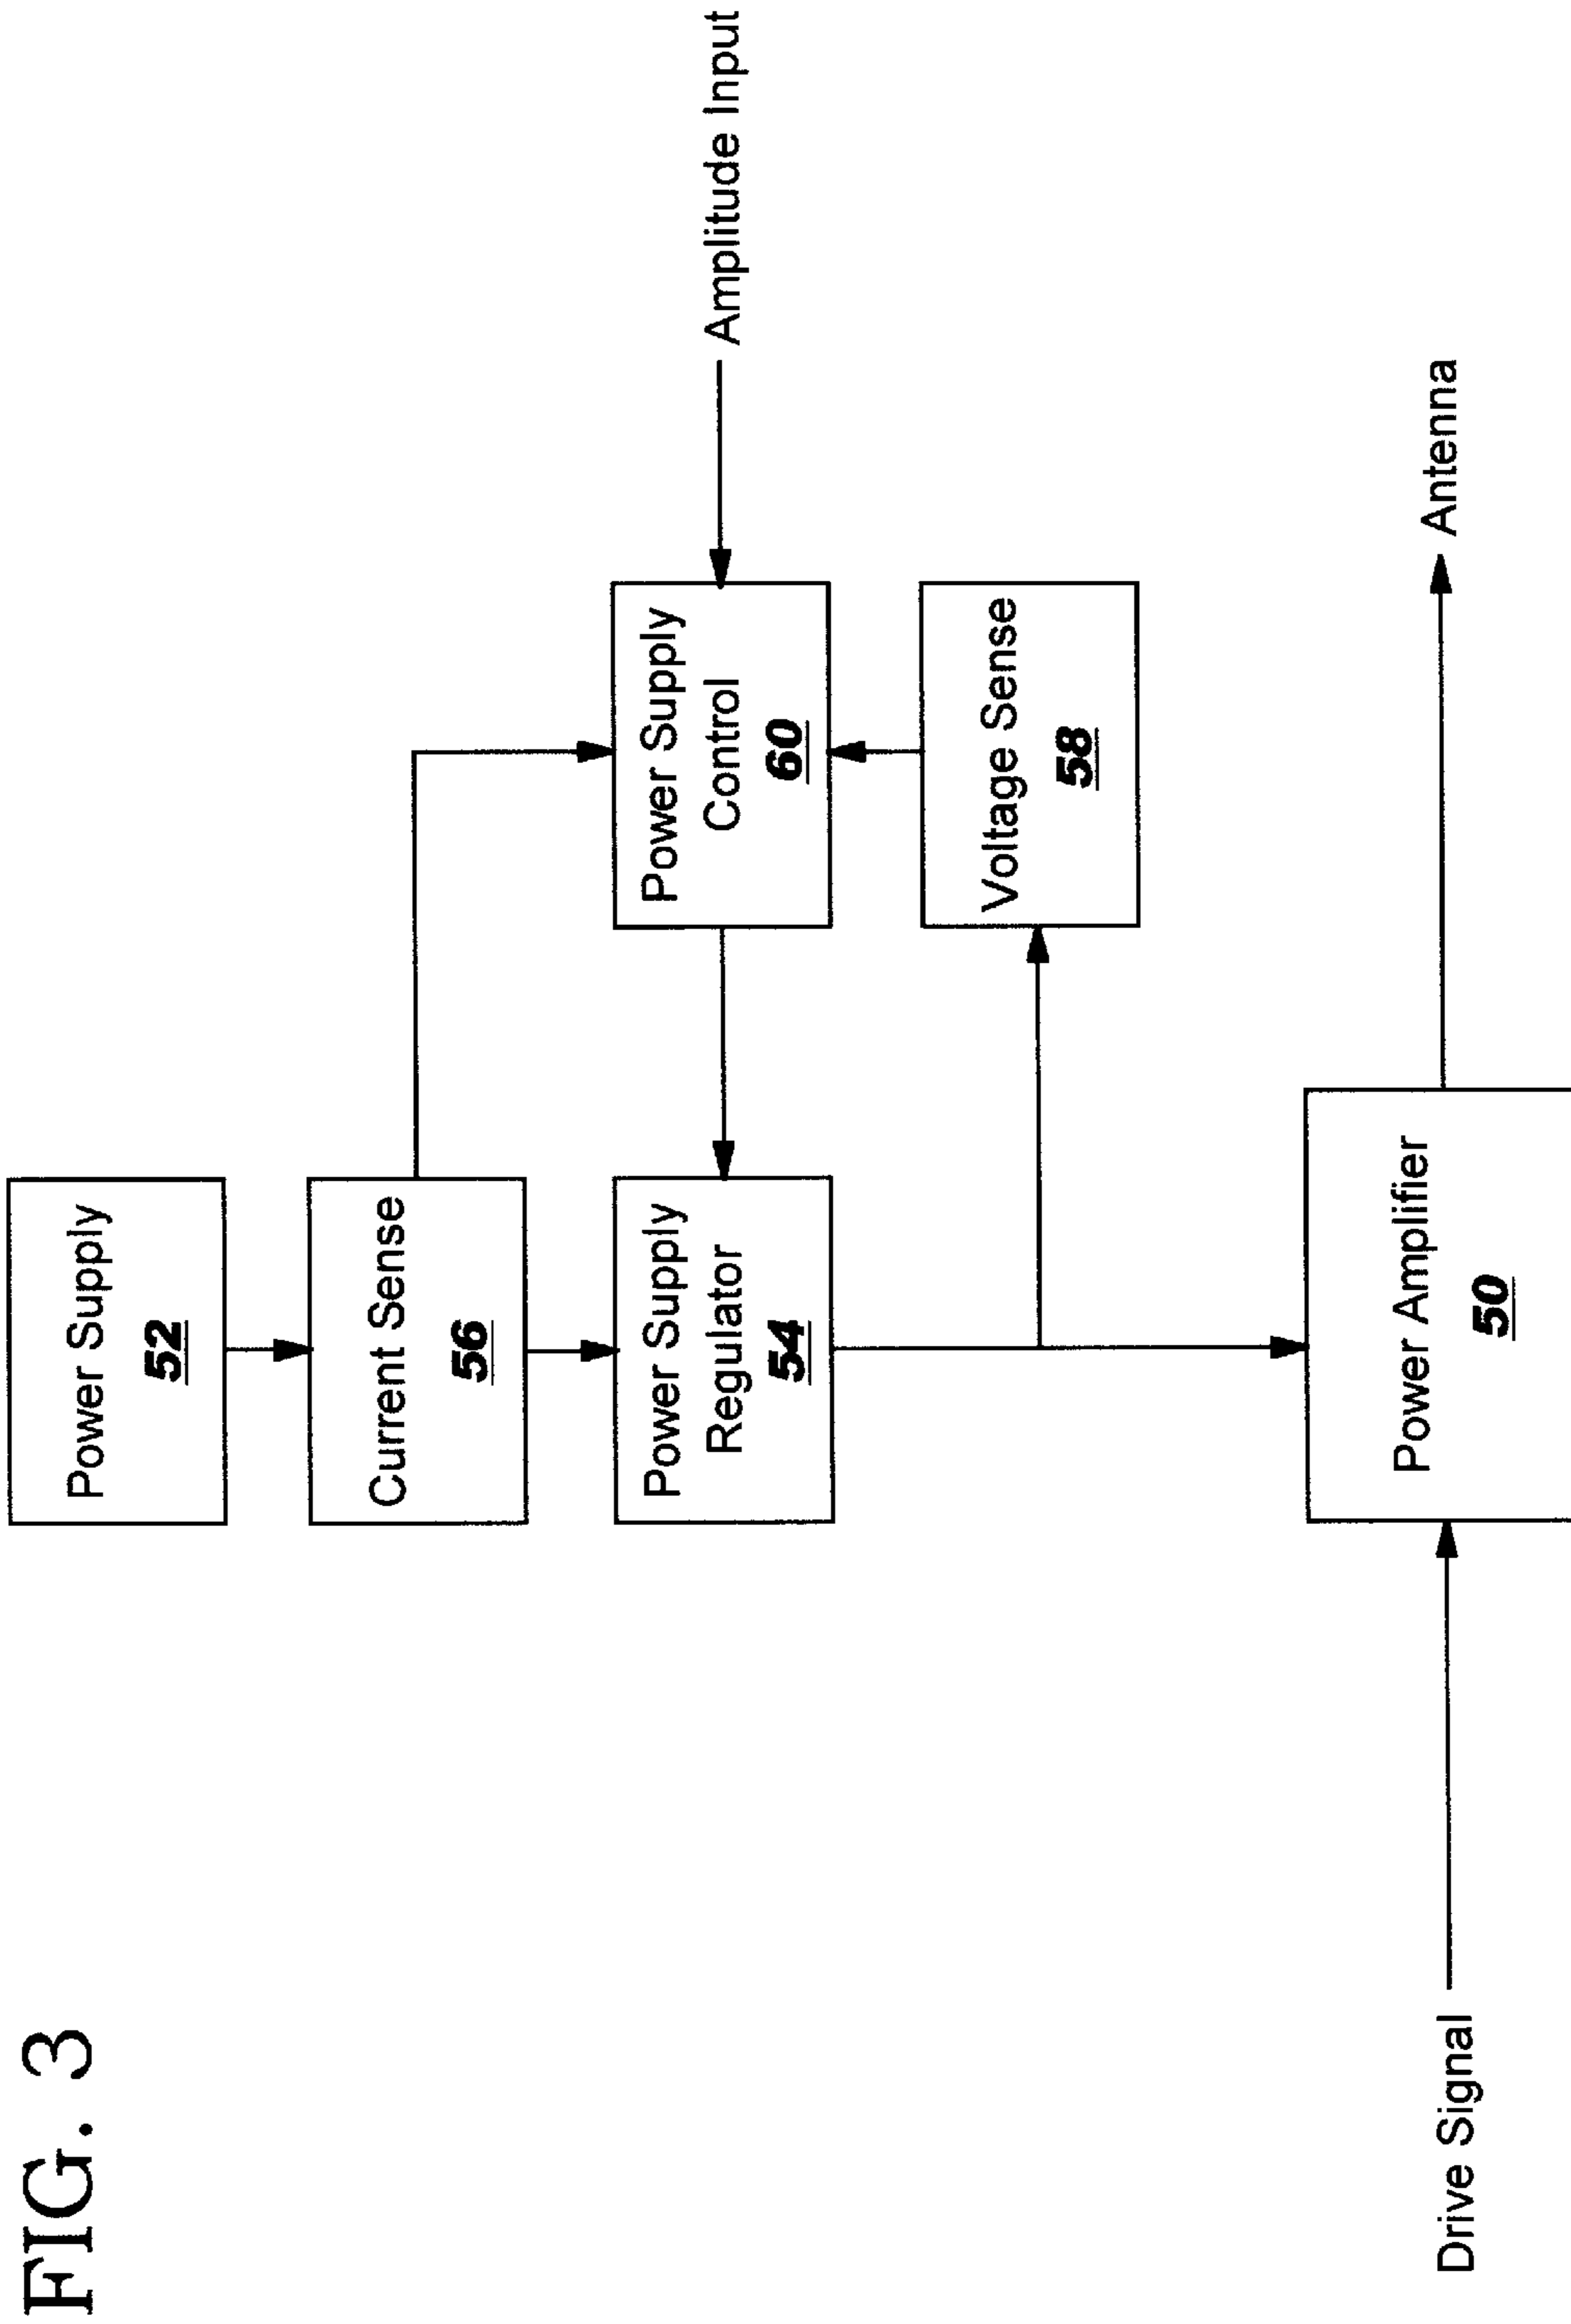 FIG. 3
Power Supply
52
Current Sense
56
Power Supply
Regulator
54
Power Supply
Control
60
Amplitude Input
Voltage Sense
58
Drive Signal
Power Amplifier
50
Antenna